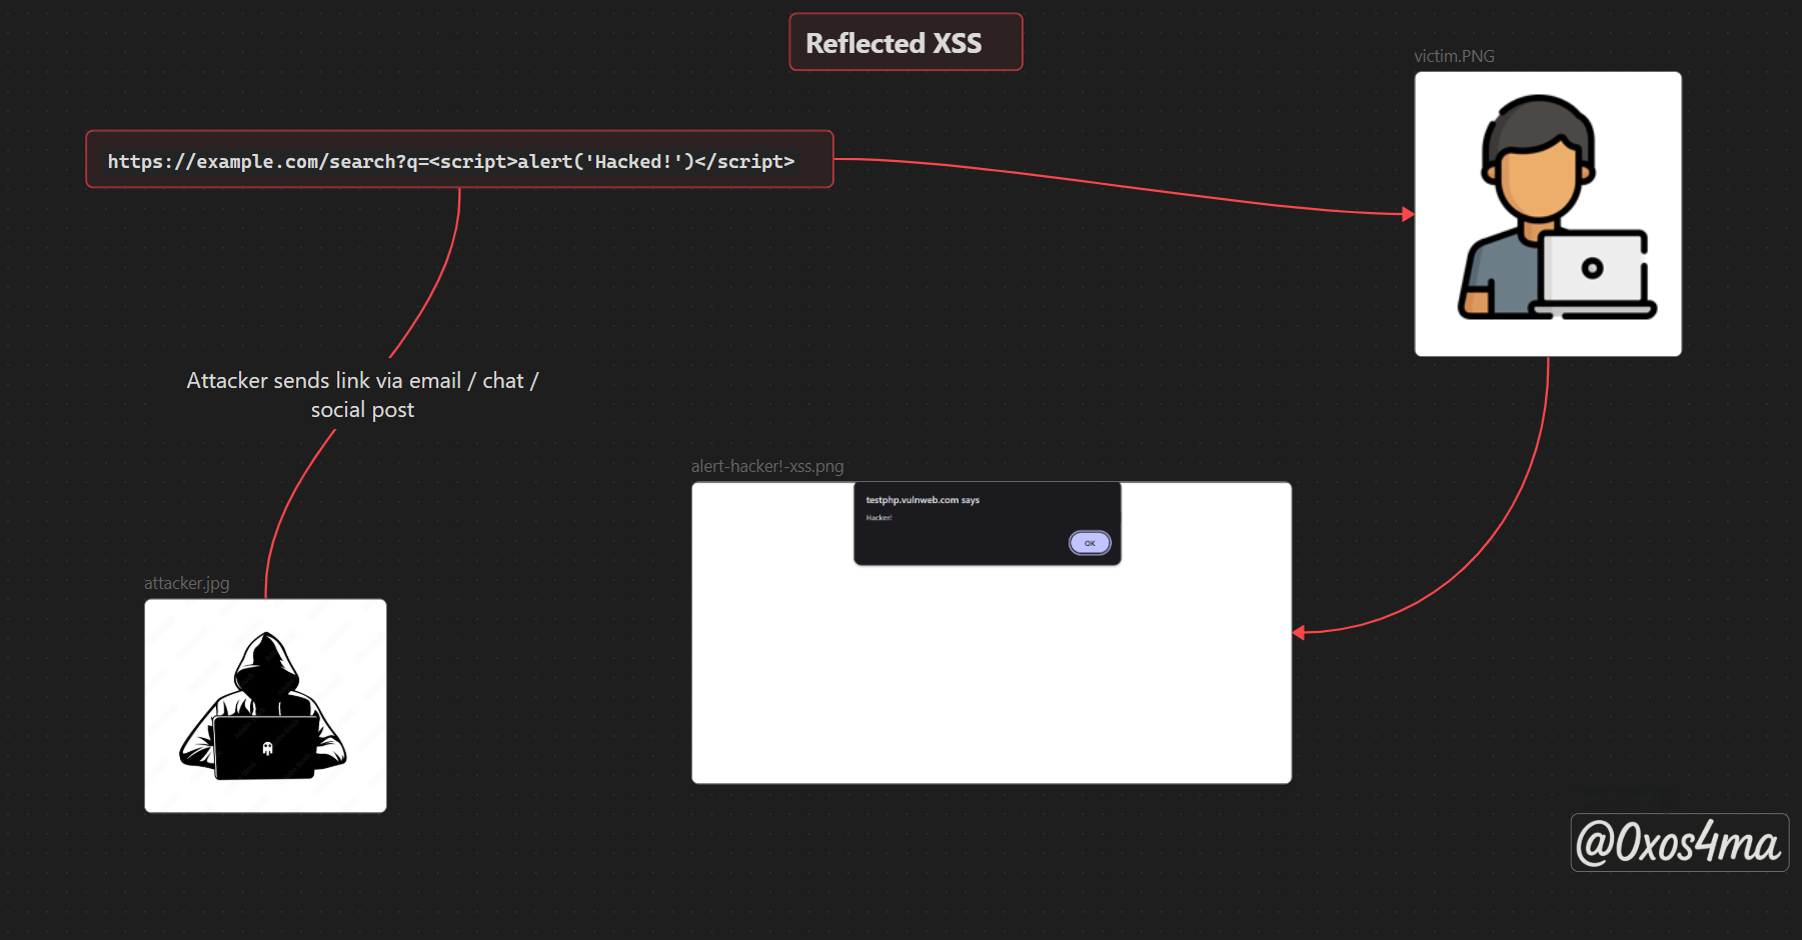 Reflected XSS
victim.PNG
https://example.com/search?q=<script>alert('Hacked!')</script>
Attacker sends link via email / chat /
social post
alert-hacker!-xss.png
testphp.vulnweb.com says
Hacker!
OK
attacker.jpg
@0xos4ma